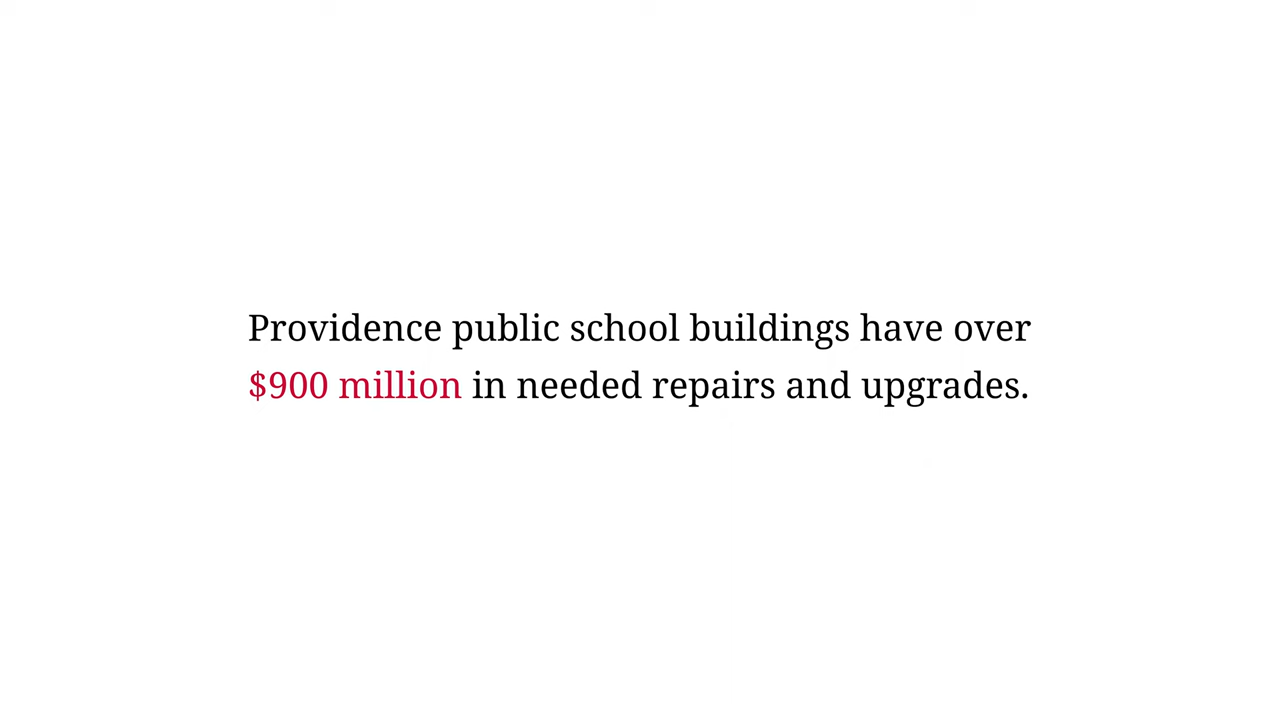 Providence public school buildings have over
$900 million in needed repairs and upgrades.